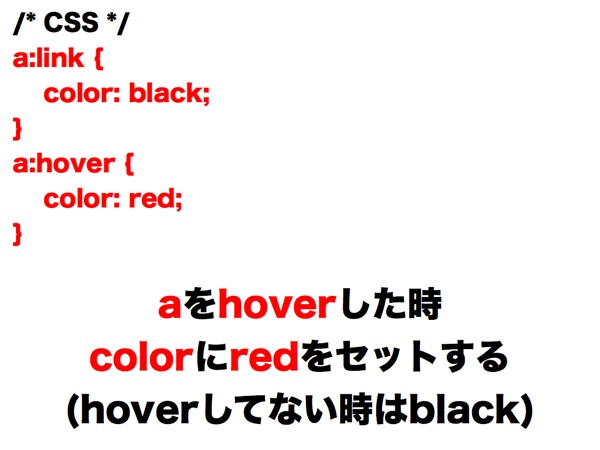 /* CSS */
a:link {
    color: black;
}
a:hover {
    color: red;
}
aをhoverした時
colorにredをセットする
(hoverしてない時はblack)